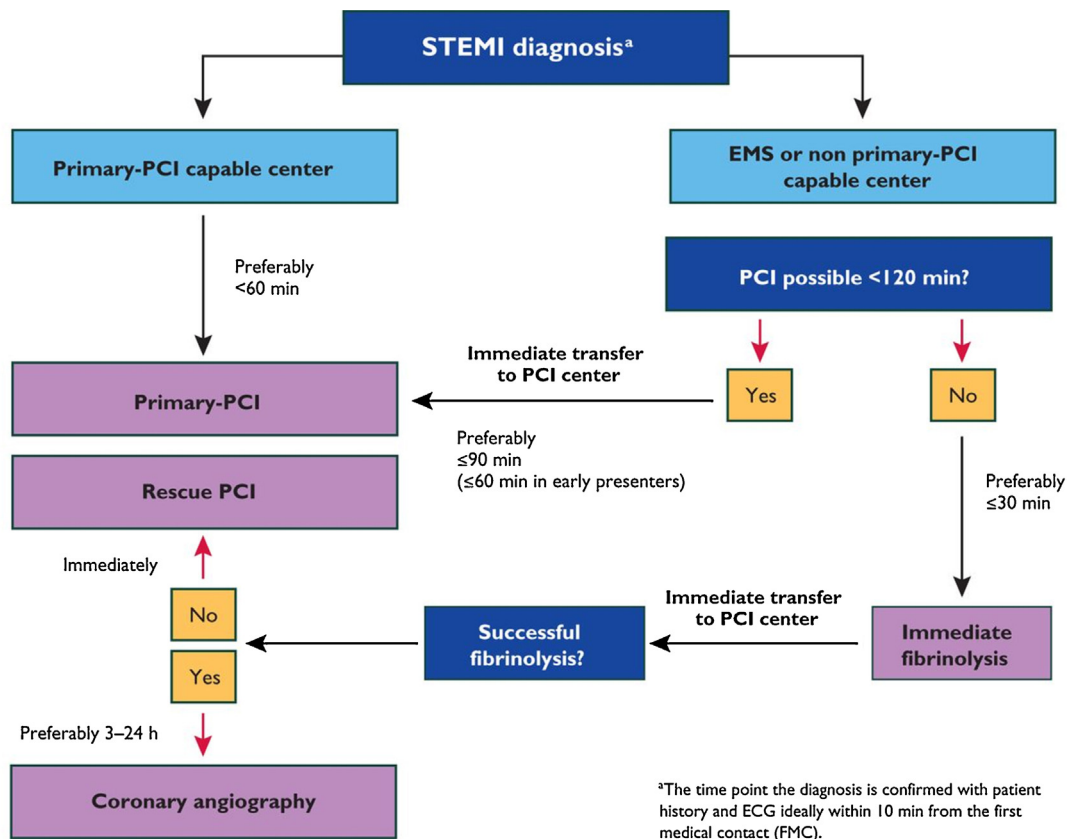 STEMI diagnosisᵃ
Primary-PCI capable center
EMS or non primary-PCI
capable center
Preferably
<60 min
PCI possible <120 min?
Immediate transfer
to PCI center
Yes
No
Primary-PCI
Preferably
≤90 min
(≤60 min in early presenters)
Preferably
≤30 min
Rescue PCI
Immediately
No
Yes
Successful
fibrinolysis?
Immediate transfer
to PCI center
Immediate
fibrinolysis
Preferably 3–24 h
Coronary angiography
ᵃThe time point the diagnosis is confirmed with patient
history and ECG ideally within 10 min from the first
medical contact (FMC).